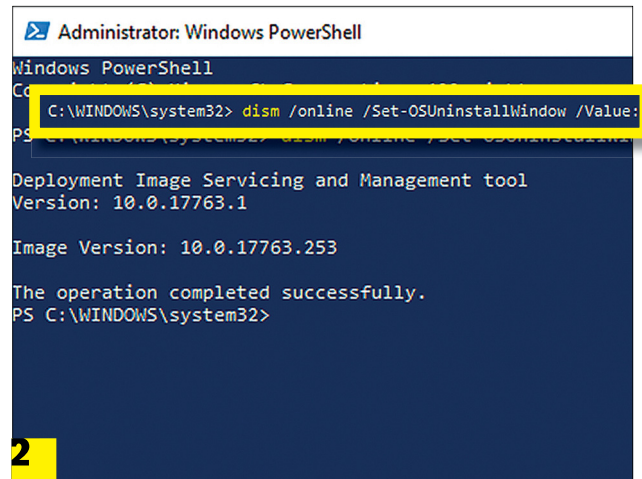 Administrator: Windows PowerShell
Windows PowerShell
C:\WINDOWS\system32> dism /online /Set-OSUninstallWindow /Value:
Deployment Image Servicing and Management tool
Version: 10.0.17763.1
Image Version: 10.0.17763.253
The operation completed successfully.
PS C:\WINDOWS\system32>
2